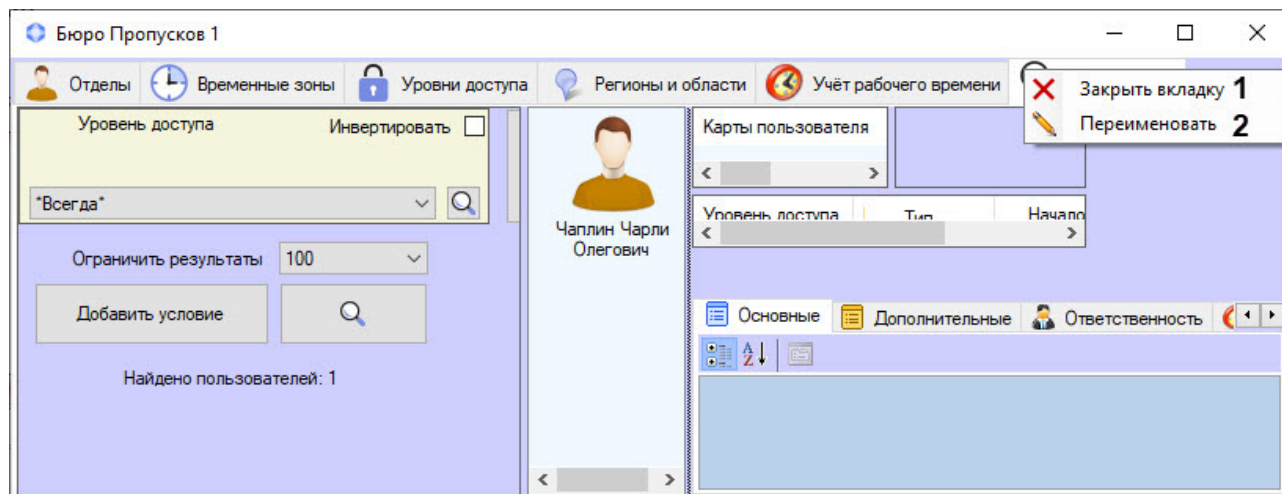 Бюро Пропусков 1
Отделы Временные зоны Уровни доступа Регионы и области Учёт рабочего времени
Закрыть вкладку 1
Переименовать 2
Уровень доступа Инвертировать
*Всегда*
Ограничить результаты 100
Добавить условие
Найдено пользователей: 1
Чаплин Чарли
Олегович
Карты пользователя
Уровень доступа Тип Начало
Основные Дополнительные Ответственность